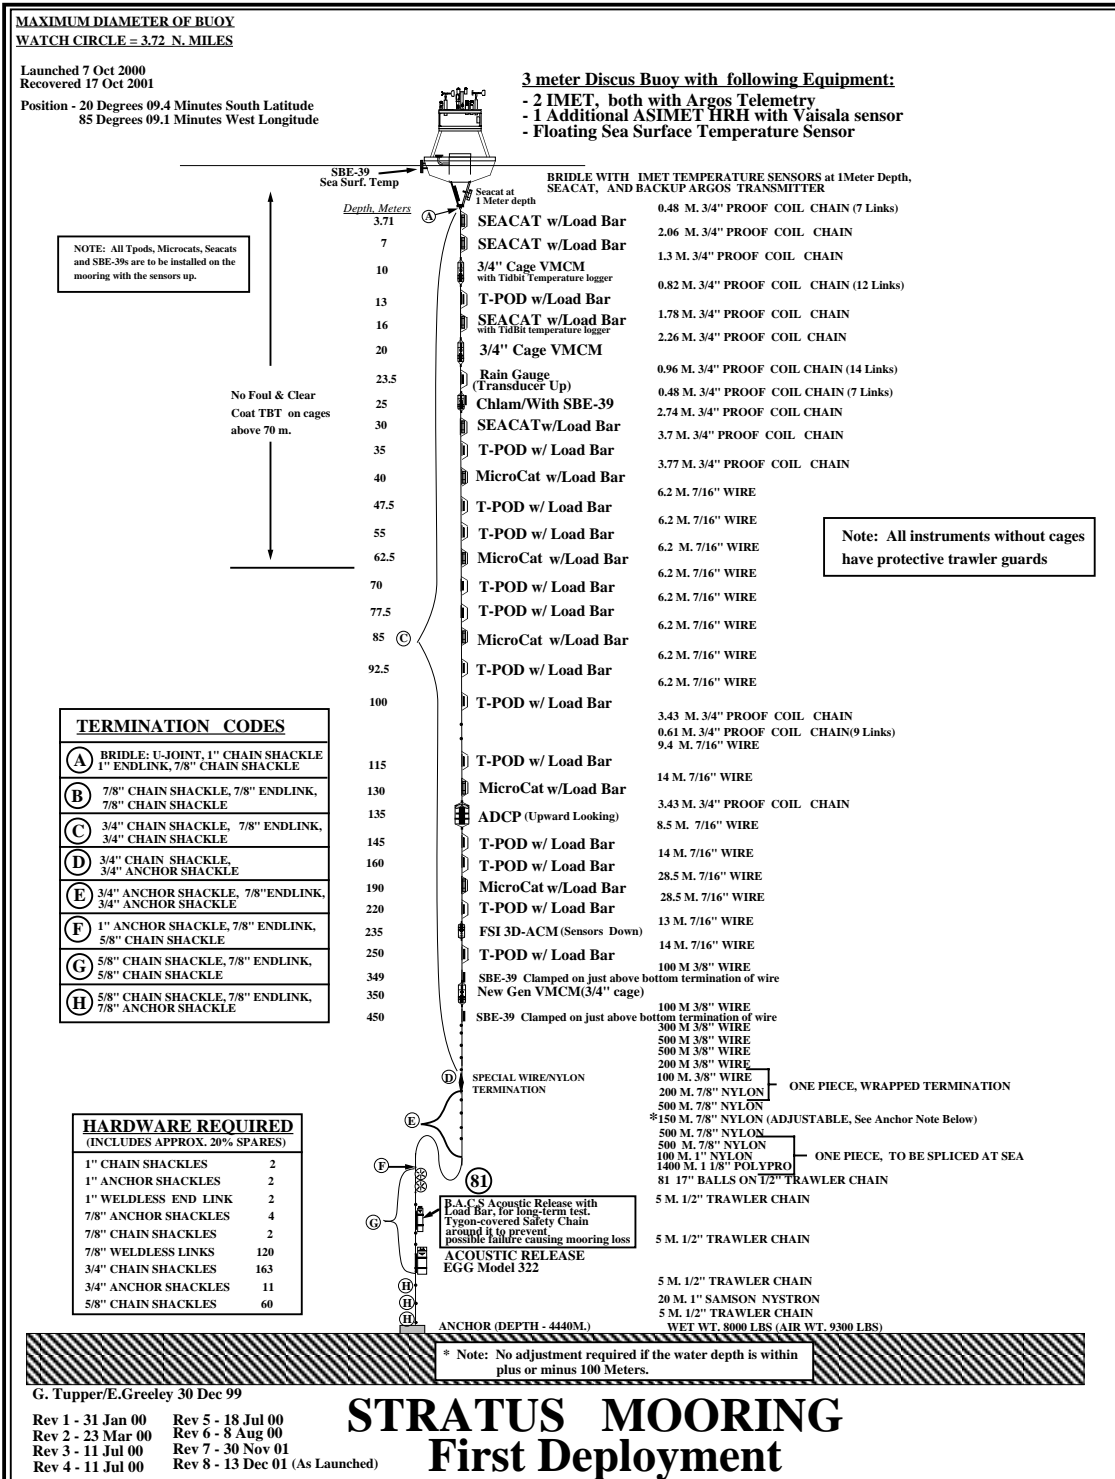 MAXIMUM DIAMETER OF BUOY
WATCH CIRCLE = 3.72 N. MILES
Launched 7 Oct 2000
Recovered 17 Oct 2001
Position - 20 Degrees 09.4 Minutes South Latitude
85 Degrees 09.1 Minutes West Longitude
3 meter Discus Buoy with following Equipment:
- 2 IMET, both with Argos Telemetry
- 1 Additional ASIMET HRH with Vaisala sensor
- Floating Sea Surface Temperature Sensor
SBE-39
Sea Surf. Temp
BRIDLE WITH IMET TEMPERATURE SENSORS at 1Meter Depth,
SEACAT, AND BACKUP ARGOS TRANSMITTER
Seacat at
1 Meter depth
Depth, Meters
A
0.48 M. 3/4" PROOF COIL CHAIN (7 Links)
3.71 SEACAT w/Load Bar
2.06 M. 3/4" PROOF COIL CHAIN
7 SEACAT w/Load Bar
NOTE: All Tpods, Microcats, Seacats
and SBE-39s are to be installed on the
mooring with the sensors up.
1.3 M. 3/4" PROOF COIL CHAIN
10 3/4" Cage VMCM
with Tidbit Temperature logger
0.82 M. 3/4" PROOF COIL CHAIN (12 Links)
13 T-POD w/Load Bar
1.78 M. 3/4" PROOF COIL CHAIN
16 SEACAT w/Load Bar
with TidBit temperature logger
2.26 M. 3/4" PROOF COIL CHAIN
20 3/4" Cage VMCM
0.96 M. 3/4" PROOF COIL CHAIN (14 Links)
23.5 Rain Gauge
(Transducer Up)
0.48 M. 3/4" PROOF COIL CHAIN (7 Links)
No Foul & Clear
Coat TBT on cages
above 70 m.
25 Chlam/With SBE-39
2.74 M. 3/4" PROOF COIL CHAIN
30 SEACAT w/Load Bar
3.7 M. 3/4" PROOF COIL CHAIN
35 T-POD w/ Load Bar
3.77 M. 3/4" PROOF COIL CHAIN
40 MicroCat w/Load Bar
6.2 M. 7/16" WIRE
47.5 T-POD w/ Load Bar
6.2 M. 7/16" WIRE
55 T-POD w/ Load Bar
6.2 M. 7/16" WIRE
62.5 MicroCat w/Load Bar
Note: All instruments without cages
have protective trawler guards
6.2 M. 7/16" WIRE
70 T-POD w/ Load Bar
6.2 M. 7/16" WIRE
77.5 T-POD w/ Load Bar
6.2 M. 7/16" WIRE
85 C MicroCat w/Load Bar
6.2 M. 7/16" WIRE
92.5 T-POD w/ Load Bar
6.2 M. 7/16" WIRE
100 T-POD w/ Load Bar
3.43 M. 3/4" PROOF COIL CHAIN
0.61 M. 3/4" PROOF COIL CHAIN(9 Links)
9.4 M. 7/16" WIRE
115 T-POD w/ Load Bar
14 M. 7/16" WIRE
130 MicroCat w/Load Bar
3.43 M. 3/4" PROOF COIL CHAIN
135 ADCP (Upward Looking)
8.5 M. 7/16" WIRE
145 T-POD w/ Load Bar
14 M. 7/16" WIRE
160 T-POD w/ Load Bar
28.5 M. 7/16" WIRE
190 MicroCat w/Load Bar
28.5 M. 7/16" WIRE
220 T-POD w/ Load Bar
13 M. 7/16" WIRE
235 FSI 3D-ACM (Sensors Down)
14 M. 7/16" WIRE
250 T-POD w/ Load Bar
100 M 3/8" WIRE
349 SBE-39 Clamped on just above bottom termination of wire
350 New Gen VMCM(3/4" cage)
100 M 3/8" WIRE
450 SBE-39 Clamped on just above bottom termination of wire
300 M 3/8" WIRE
500 M 3/8" WIRE
500 M 3/8" WIRE
200 M 3/8" WIRE
100 M. 3/8" WIRE
200 M. 7/8" NYLON
ONE PIECE, WRAPPED TERMINATION
D SPECIAL WIRE/NYLON
TERMINATION
500 M. 7/8" NYLON
E
*150 M. 7/8" NYLON (ADJUSTABLE, See Anchor Note Below)
500 M. 7/8" NYLON
500 M. 7/8" NYLON
100 M. 1" NYLON
1400 M. 1 1/8" POLYPRO
ONE PIECE, TO BE SPLICED AT SEA
F
81
81 17" BALLS ON 1/2" TRAWLER CHAIN
5 M. 1/2" TRAWLER CHAIN
G
B.A.C.S Acoustic Release with
Load Bar, for long-term test.
Tygon-covered Safety Chain
around it to prevent
possible failure causing mooring loss
5 M. 1/2" TRAWLER CHAIN
ACOUSTIC RELEASE
EGG Model 322
5 M. 1/2" TRAWLER CHAIN
H
20 M. 1" SAMSON NYSTRON
H
5 M. 1/2" TRAWLER CHAIN
H
ANCHOR (DEPTH - 4440M.)
WET WT. 8000 LBS (AIR WT. 9300 LBS)
TERMINATION CODES
A BRIDLE: U-JOINT, 1" CHAIN SHACKLE
1" ENDLINK, 7/8" CHAIN SHACKLE
B 7/8" CHAIN SHACKLE, 7/8" ENDLINK,
7/8" CHAIN SHACKLE
C 3/4" CHAIN SHACKLE, 7/8" ENDLINK,
3/4" CHAIN SHACKLE
D 3/4" CHAIN SHACKLE,
3/4" ANCHOR SHACKLE
E 3/4" ANCHOR SHACKLE, 7/8"ENDLINK,
3/4" ANCHOR SHACKLE
F 1" ANCHOR SHACKLE, 7/8" ENDLINK,
5/8" CHAIN SHACKLE
G 5/8" CHAIN SHACKLE, 7/8" ENDLINK,
5/8" CHAIN SHACKLE
H 5/8" CHAIN SHACKLE, 7/8" ENDLINK,
7/8" ANCHOR SHACKLE
HARDWARE REQUIRED
(INCLUDES APPROX. 20% SPARES)
1" CHAIN SHACKLES 2
1" ANCHOR SHACKLES 2
1" WELDLESS END LINK 2
7/8" ANCHOR SHACKLES 4
7/8" CHAIN SHACKLES 2
7/8" WELDLESS LINKS 120
3/4" CHAIN SHACKLES 163
3/4" ANCHOR SHACKLES 11
5/8" CHAIN SHACKLES 60
* Note: No adjustment required if the water depth is within
plus or minus 100 Meters.
G. Tupper/E.Greeley 30 Dec 99
Rev 1 - 31 Jan 00 Rev 5 - 18 Jul 00
Rev 2 - 23 Mar 00 Rev 6 - 8 Aug 00
Rev 3 - 11 Jul 00 Rev 7 - 30 Nov 01
Rev 4 - 11 Jul 00 Rev 8 - 13 Dec 01 (As Launched)
STRATUS MOORING
First Deployment